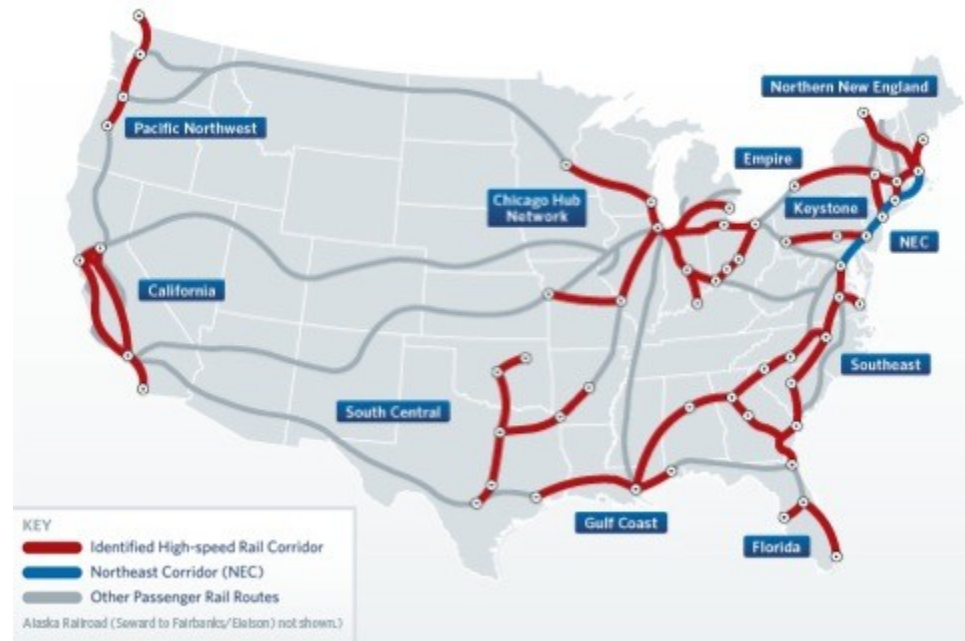 Northern New England
Pacific Northwest
Empire
Chicago Hub
Network
Keystone
NEC
California
Southeast
South Central
Gulf Coast
Florida
KEY
Identified High-speed Rail Corridor
Northeast Corridor (NEC)
Other Passenger Rail Routes
Alaska Railroad (Seward to Fairbanks/Eielson) not shown.)